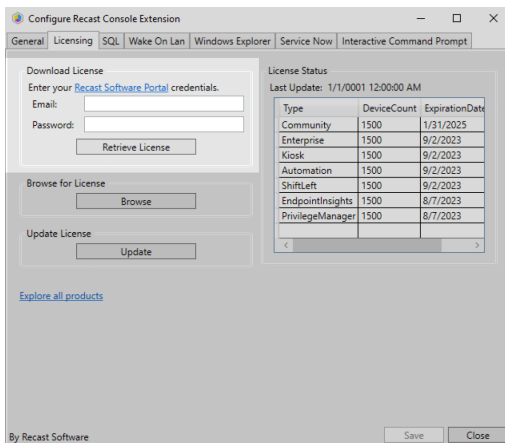 Configure Recast Console Extension
General Licensing SQL Wake On Lan Windows Explorer Service Now Interactive Command Prompt
Download License
Enter your Recast Software Portal credentials.
Email:
Password:
Retrieve License
Browse for License
Browse
Update License
Update
Explore all products
License Status
Last Update: 1/1/0001 12:00:00 AM
Type DeviceCount ExpirationDate
Community 1500 1/31/2025
Enterprise 1500 9/2/2023
Kiosk 1500 9/2/2023
Automation 1500 9/2/2023
ShiftLeft 1500 9/2/2023
EndpointInsights 1500 8/7/2023
PrivilegeManager 1500 8/7/2023
By Recast Software
Save Close